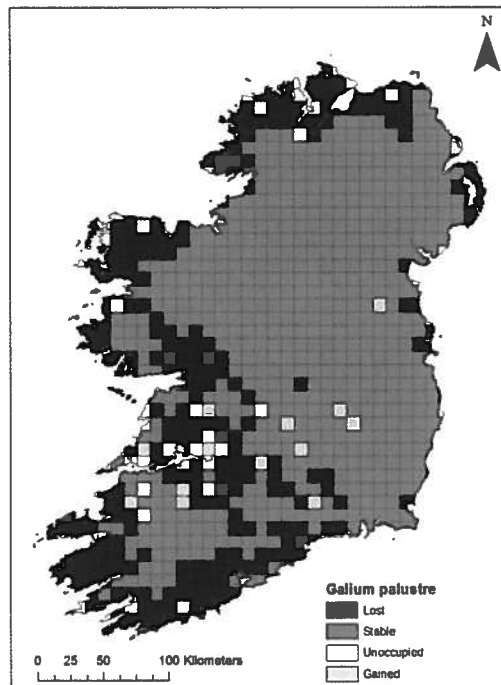 N
Galium palustre
Lost
Stable
Unoccupied
Gained
0 25 50 100 Kilometers